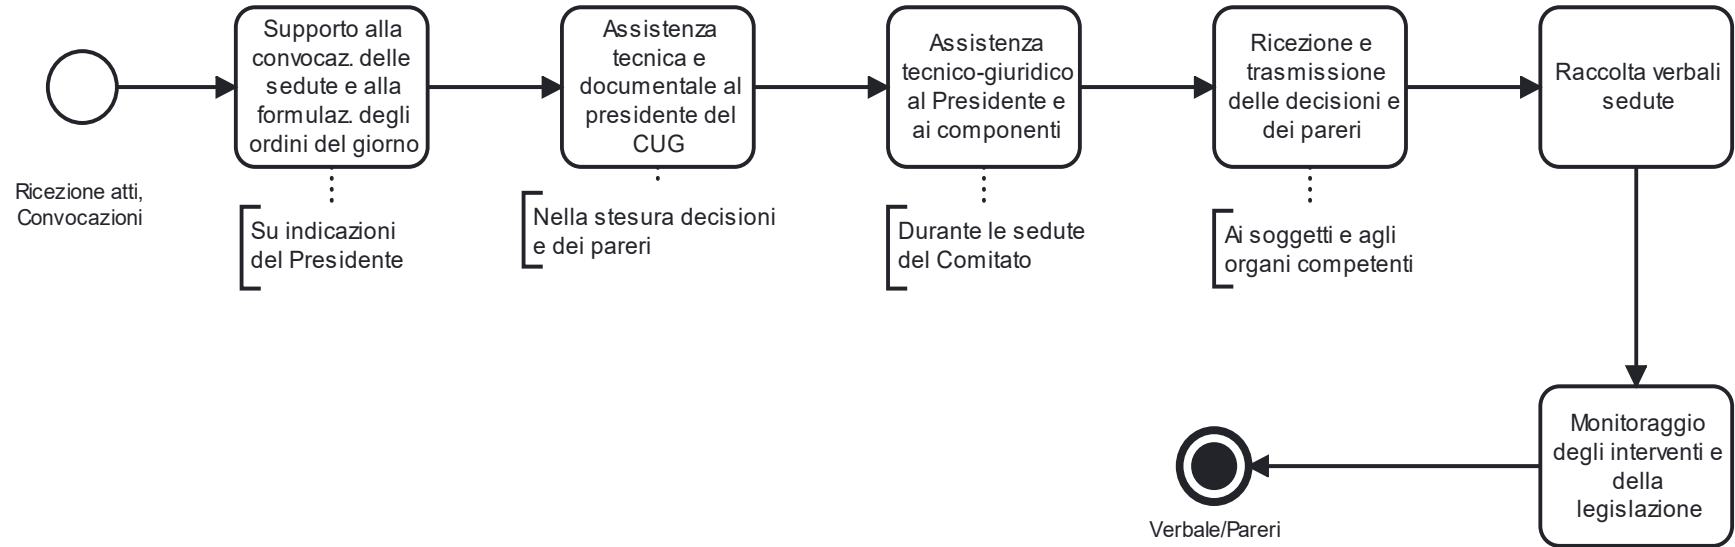 Supporto alla
convocaz. delle
sedute e alla
formulaz. degli
ordini del giorno
Assistenza
tecnica e
documentale al
presidente del
CUG
Assistenza
tecnico-giuridico
al Presidente e
ai componenti
Ricezione e
trasmissione
delle decisioni e
dei pareri
Raccolta verbali
sedute
Ricezione atti,
Convocazioni
Su indicazioni
del Presidente
Nella stesura decisioni
e dei pareri
Durante le sedute
del Comitato
Ai soggetti e agli
organi competenti
Monitoraggio
degli interventi e
della
legislazione
Verbale/Pareri